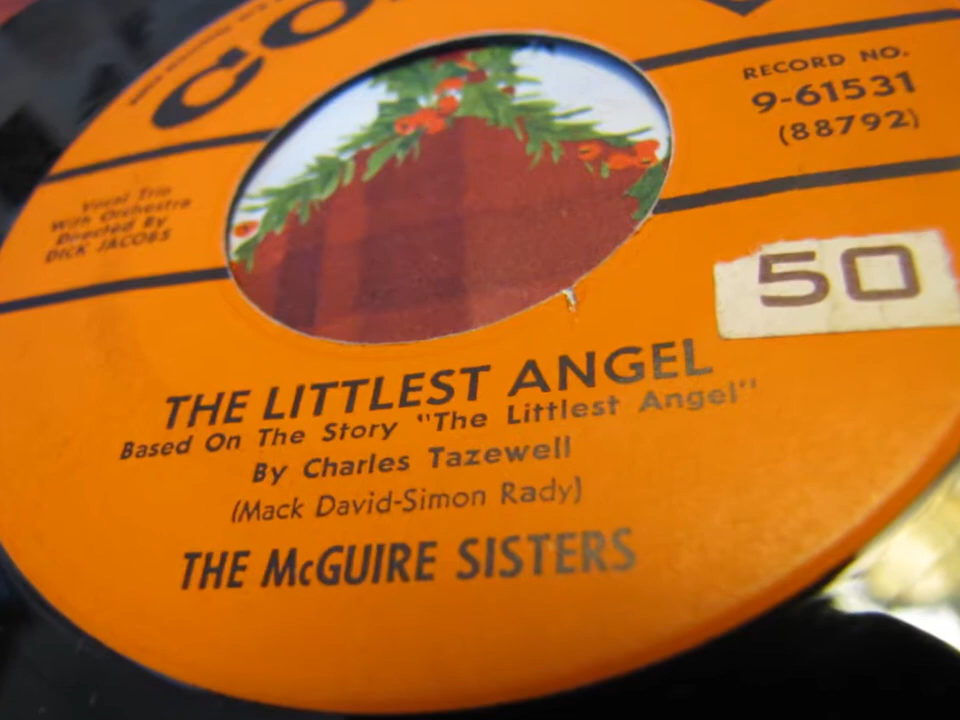 CO
RECORD NO.
9-61531
(88792)
Vocal Trio
With Orchestra
Directed By
DICK JACOBS
50
THE LITTLEST ANGEL
Based On The Story "The Littlest Angel"
By Charles Tazewell
(Mack David-Simon Rady)
THE McGUIRE SISTERS